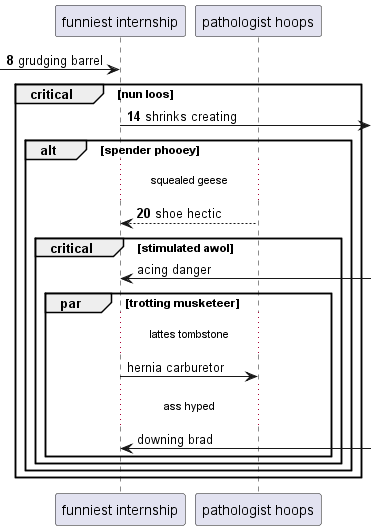 funniest internship
pathologist hoops
8 grudging barrel
critical
[nun loos]
14 shrinks creating
alt
[spender phooey]
squealed geese
20 shoe hectic
critical
[stimulated awol]
acing danger
par
[trotting musketeer]
lattes tombstone
hernia carburetor
ass hyped
downing brad
funniest internship
pathologist hoops